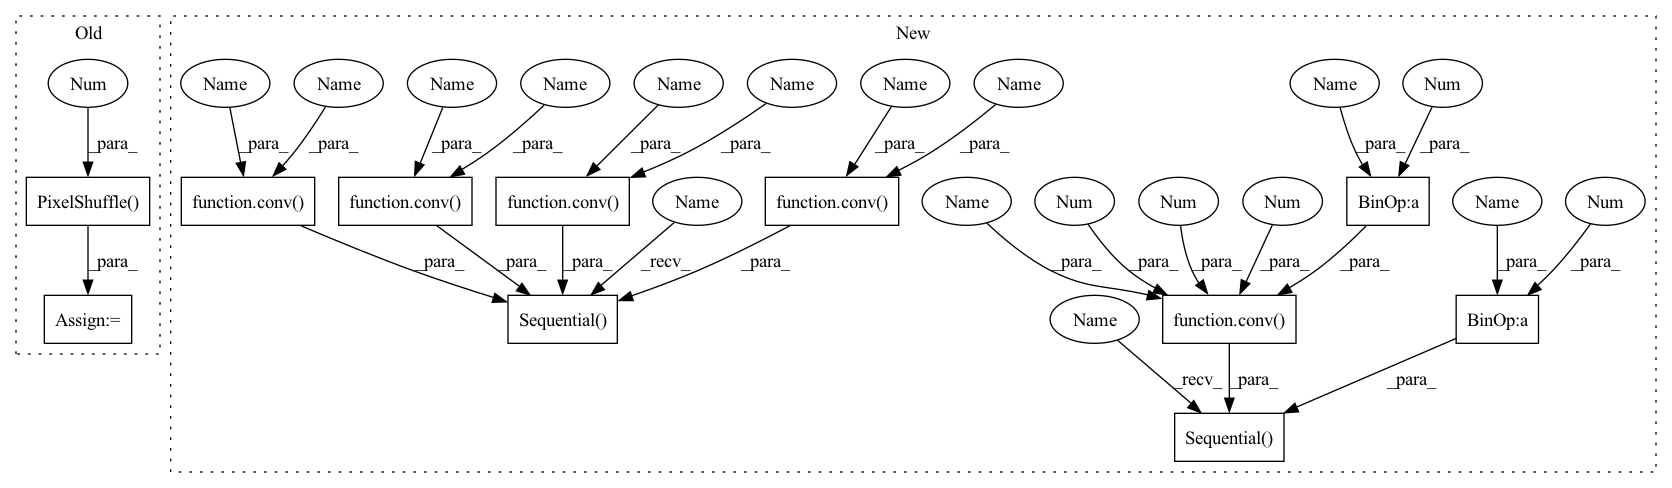 Old
New
Num
Name
Name
Name
Name
Name
Name
Name
Name
Name
Num
_para_
_para_
_para_
_para_
_para_
_para_
_para_
_para_
_para_
_para_
_para_
PixelShuffle()
function.conv()
function.conv()
function.conv()
Name
function.conv()
Name
Num
Num
Num
BinOp:a
Name
Num
_para_
_para_
_para_
_para_
_recv_
_para_
_para_
_para_
_para_
_para_
_para_
_para_
_para_
Assign:=
Sequential()
Name
function.conv()
BinOp:a
_recv_
_para_
_para_
Sequential()